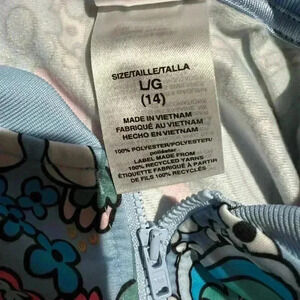 SIZE/TAILLE/TALLA
L/G
(14)
MADE IN VIETNAM
FABRIQUÉ AU VIETNAM
HECHO EN VIETNAM
100% POLYESTER/POLYESTER/
poliéster
LABEL MADE FROM
100% RECYCLED YARNS
ÉTIQUETTE FABRIQUÉE À PARTIR
DE FILS 100% RECYCLÉS